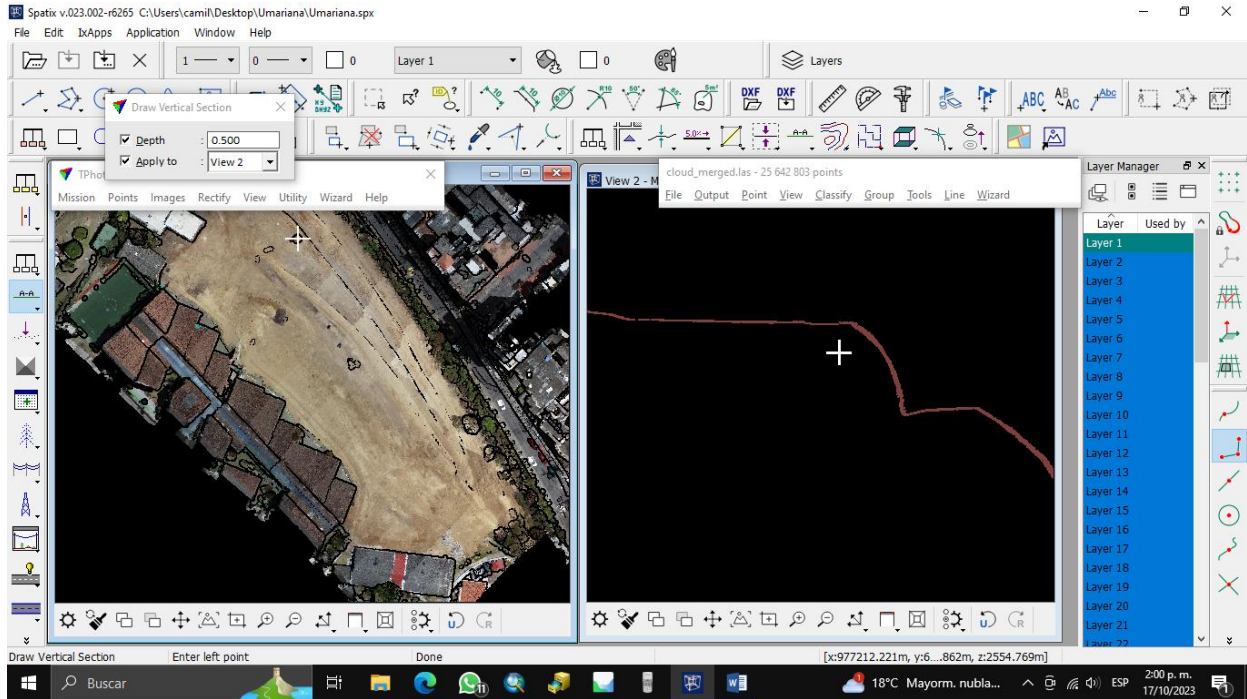 Spatix v.023.002-r6265 C:\Users\camil\Desktop\Umariana\Umariana.spx
File Edit IxApps Application Window Help
1 0 0 Layer 1 0 Layers
Draw Vertical Section
Depth : 0.500
Apply to : View 2
TPhot
Mission Points Images Rectify View Utility Wizard Help
View 2 - M
cloud_merged.las - 25 642 803 points
File Output Point View Classify Group Tools Line Wizard
Layer Manager
Layer Used by
Layer 1
Layer 2
Layer 3
Layer 4
Layer 5
Layer 6
Layer 7
Layer 8
Layer 9
Layer 10
Layer 11
Layer 12
Layer 13
Layer 14
Layer 15
Layer 16
Layer 17
Layer 18
Layer 19
Layer 20
Layer 21
Layer 22
Draw Vertical Section Enter left point Done [x:977212.221m, y:6....862m, z:2554.769m]
Buscar 18°C Mayorm. nubla... ESP 2:00 p. m.
17/10/2023